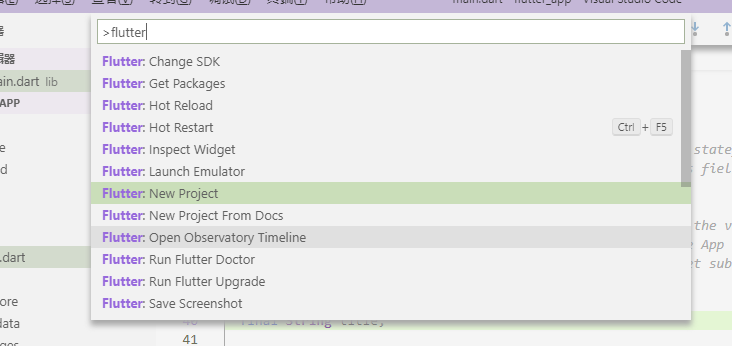 main.dart - flutter_app - Visual Studio Code
>flutter
Flutter: Change SDK
ain.dart lib
Flutter: Get Packages
APP
Flutter: Hot Reload
Flutter: Hot Restart Ctrl + F5
Flutter: Inspect Widget
state
Flutter: Launch Emulator
fiel
Flutter: New Project
Flutter: New Project From Docs
the v
Flutter: Open Observatory Timeline
App
.dart
Flutter: Run Flutter Doctor
et sub
Flutter: Run Flutter Upgrade
ore
Flutter: Save Screenshot
data
final String title;
ges
41